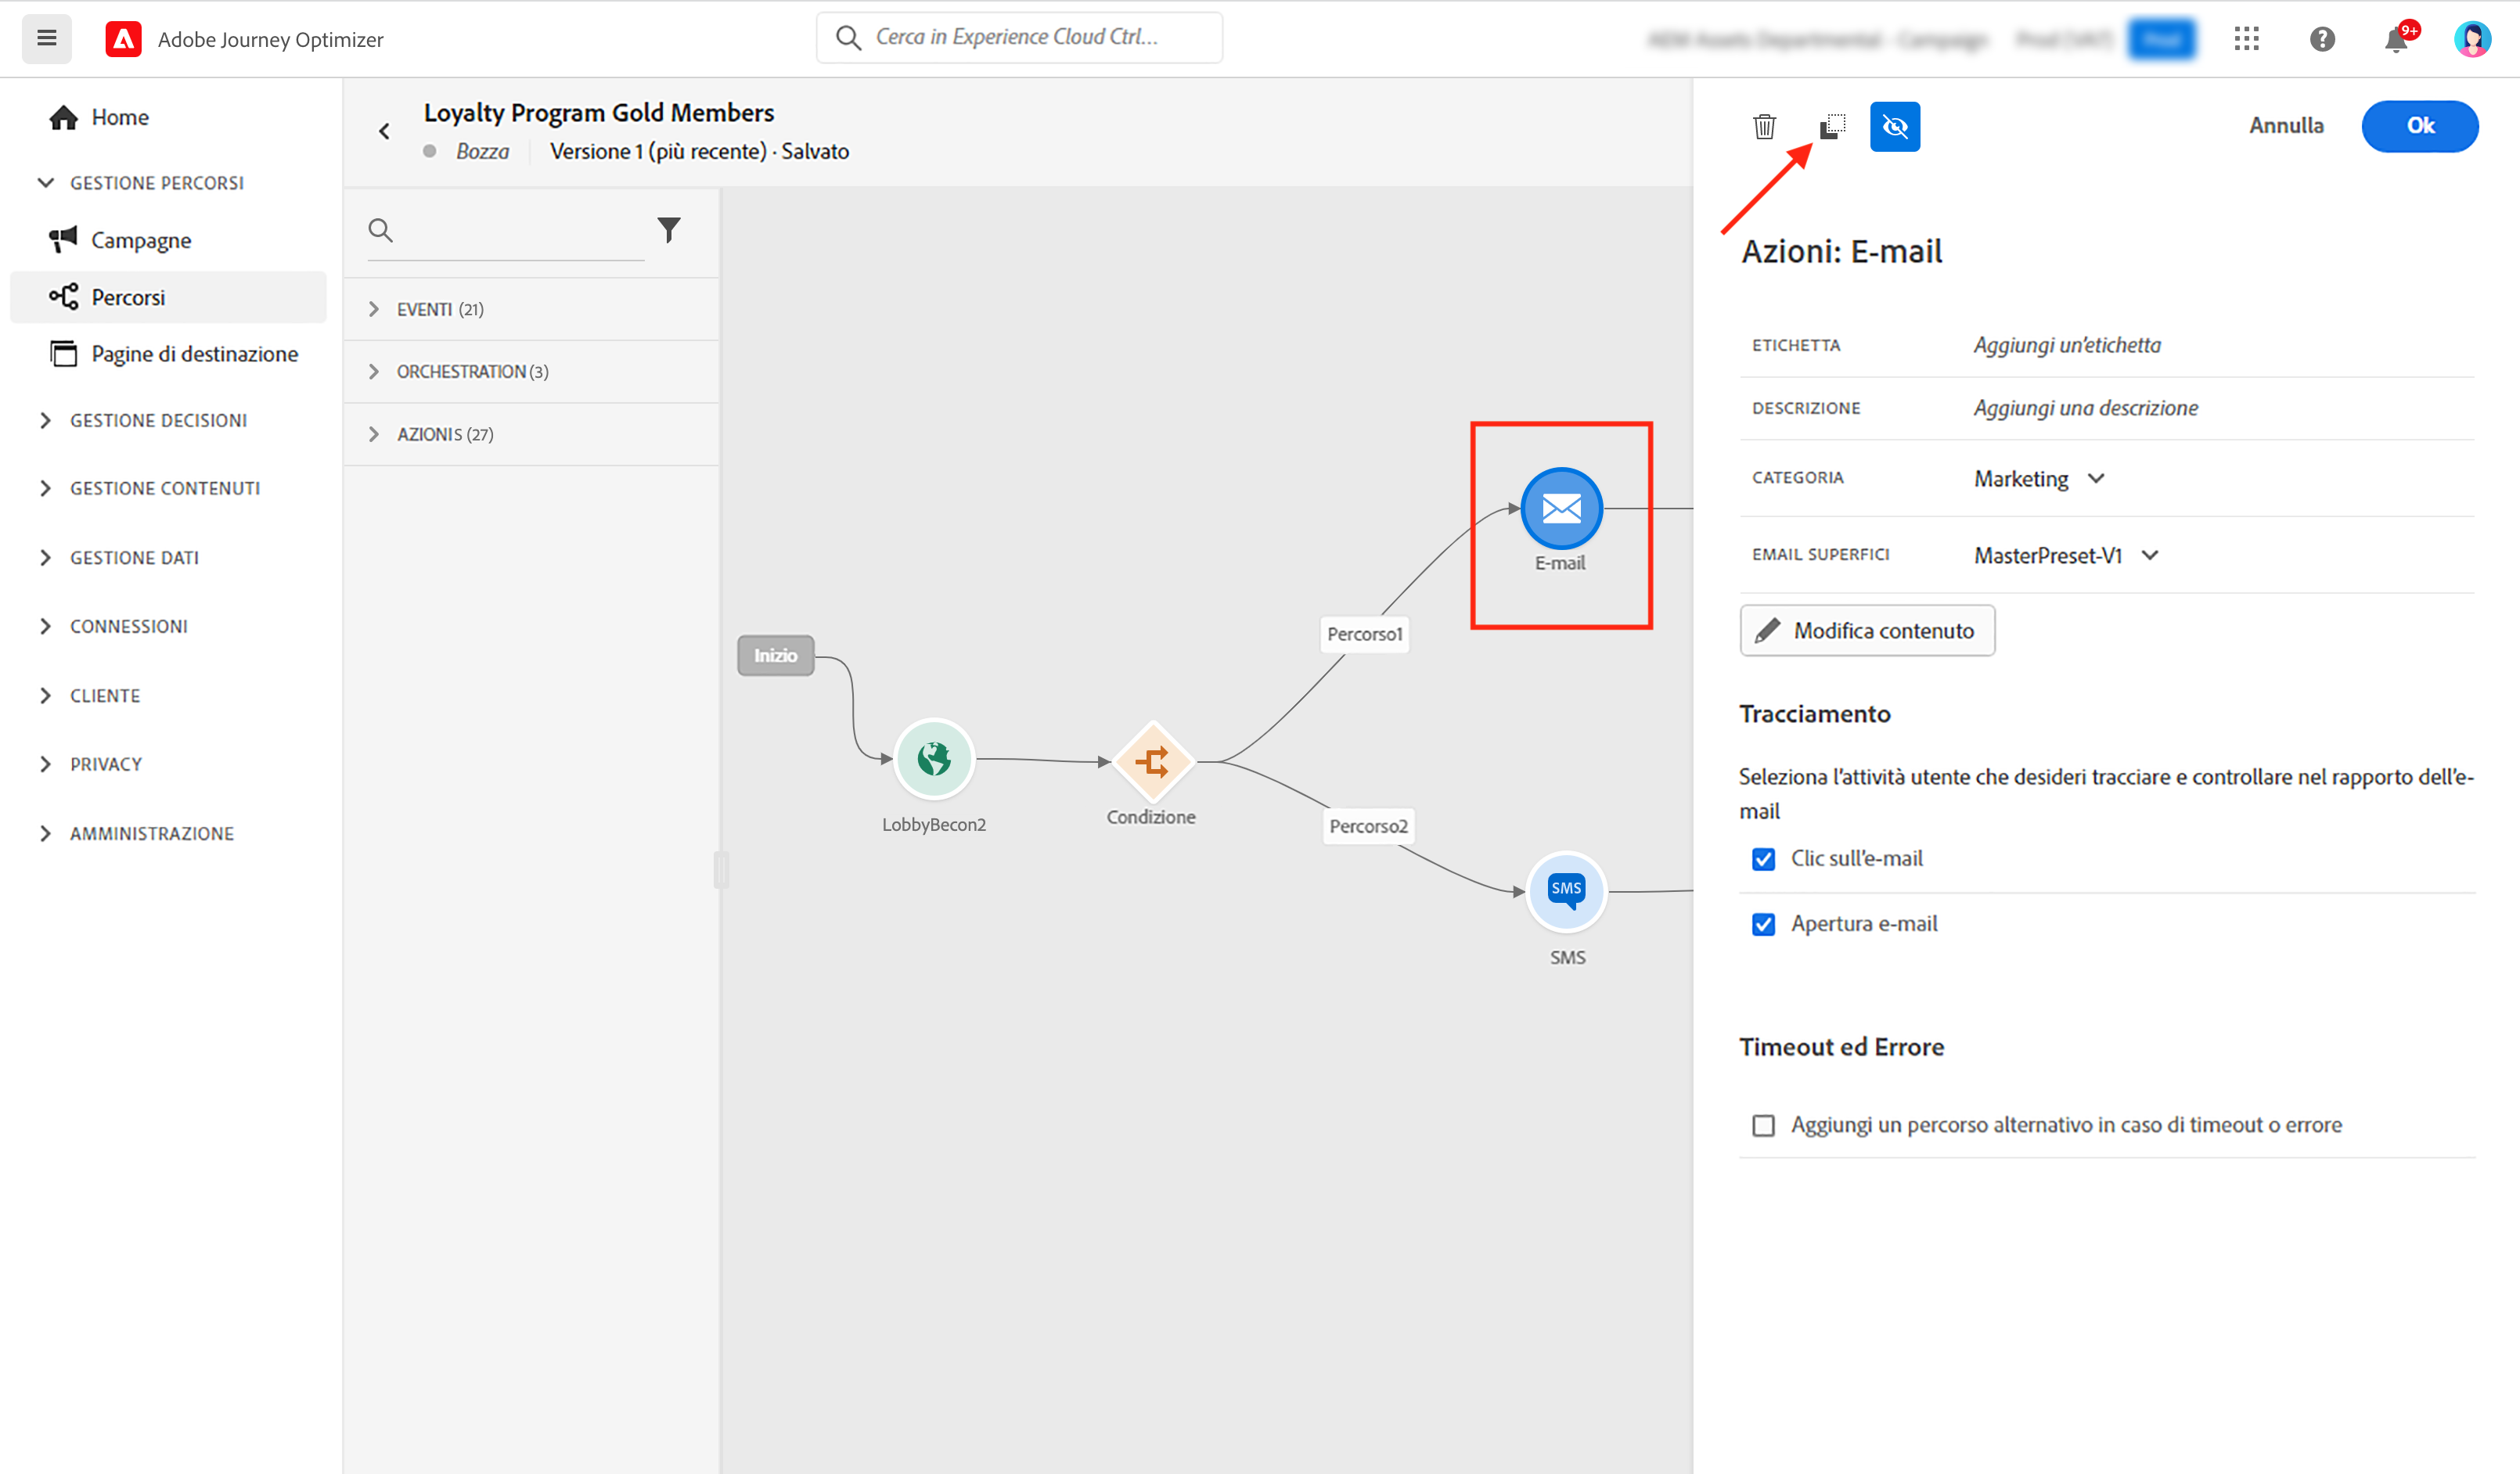 Adobe Journey Optimizer
Cerca in Experience Cloud Ctrl...
9+
Home
GESTIONE PERCORSI
Campagne
Percorsi
Pagine di destinazione
GESTIONE DECISIONI
GESTIONE CONTENUTI
GESTIONE DATI
CONNESSIONI
CLIENTE
PRIVACY
AMMINISTRAZIONE
Loyalty Program Gold Members
Bozza
Versione 1 (più recente) · Salvato
EVENTI (21)
ORCHESTRATION (3)
AZIONIS (27)
Inizio
LobbyBecon2
Condizione
Percorso1
Percorso2
E-mail
SMS
SMS
Annulla
Ok
Azioni: E-mail
ETICHETTA
Aggiungi un'etichetta
DESCRIZIONE
Aggiungi una descrizione
CATEGORIA
Marketing
EMAIL SUPERFICI
MasterPreset-V1
Modifica contenuto
Tracciamento
Seleziona l'attività utente che desideri tracciare e controllare nel rapporto dell'e-
mail
Clic sull'e-mail
Apertura e-mail
Timeout ed Errore
Aggiungi un percorso alternativo in caso di timeout o errore